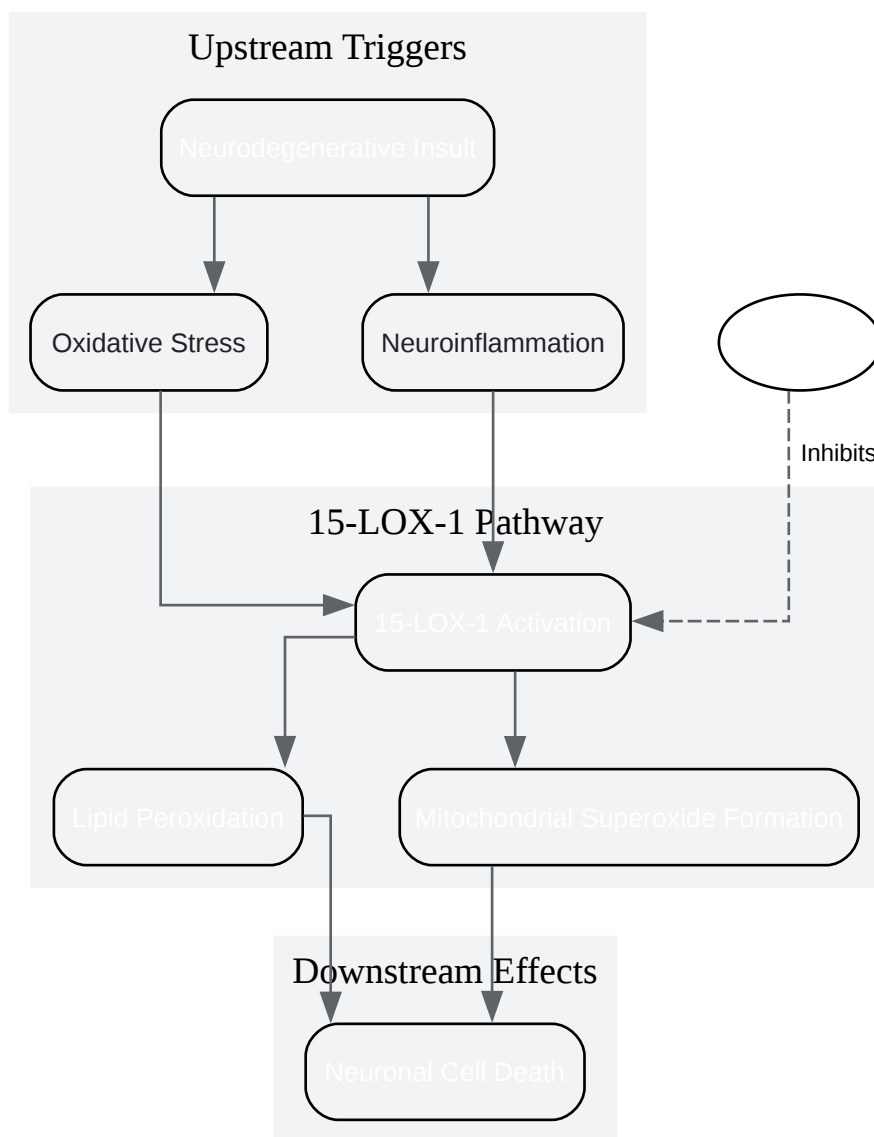 Upstream Triggers
Neurodegenerative Insult
Oxidative Stress
Neuroinflammation
Inhibits
15-LOX-1 Pathway
15-LOX-1 Activation
Lipid Peroxidation
Mitochondrial Superoxide Formation
Downstream Effects
Neuronal Cell Death